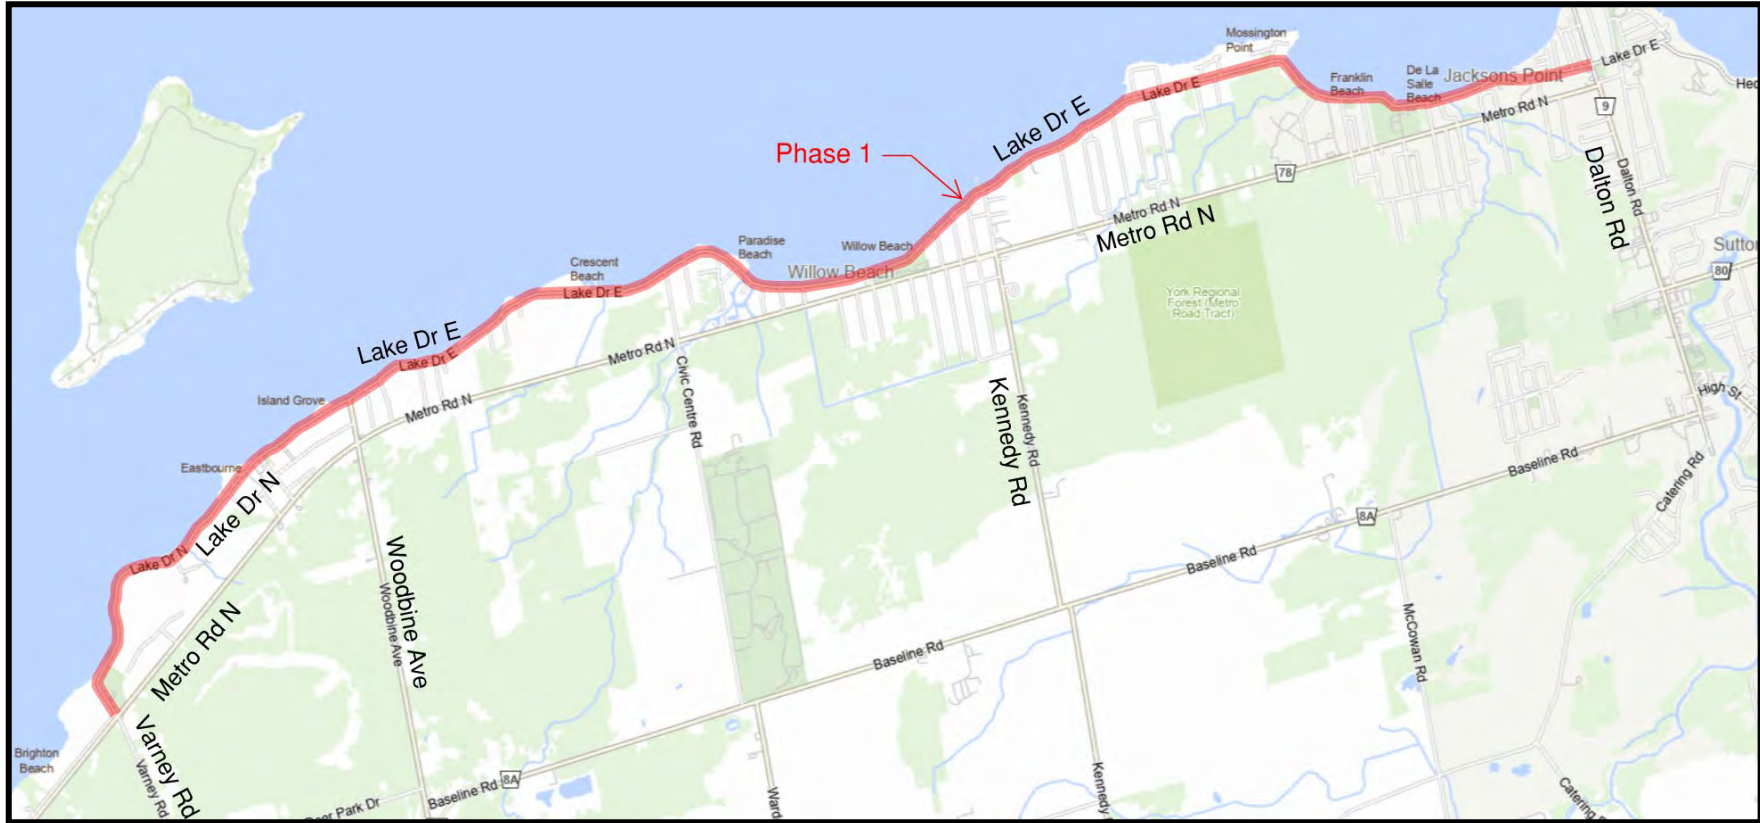 Mossington
Point
Lake Dr E
Franklin
Beach
De La
Salle
Beach
Jacksons Point
Lake Dr E
Metro Rd N
9
Phase 1
Lake Dr E
78
Metro Rd N
Metro Rd N
Dalton Rd
Dalton Rd
Paradise
Beach
Willow Beach
Willow Beach
Crescent
Beach
Lake Dr E
80
York Regional
Forest (Metro
Road Tract)
Lake Dr E
Lake Dr E
Metro Rd N
Civic Centre Rd
Island Grove
Metro Rd N
Kennedy Rd
Kennedy Rd
High St
Eastbourne
Lake Dr N
Lake Dr N
Baseline Rd
Catering Rd
8A
Baseline Rd
Woodbine Ave
Woodbine Ave
Metro Rd N
McCowan Rd
Baseline Rd
Brighton
Beach
Varney Rd
Varney Rd
Baseline Rd
8A
Ward
Kennedy
Catering